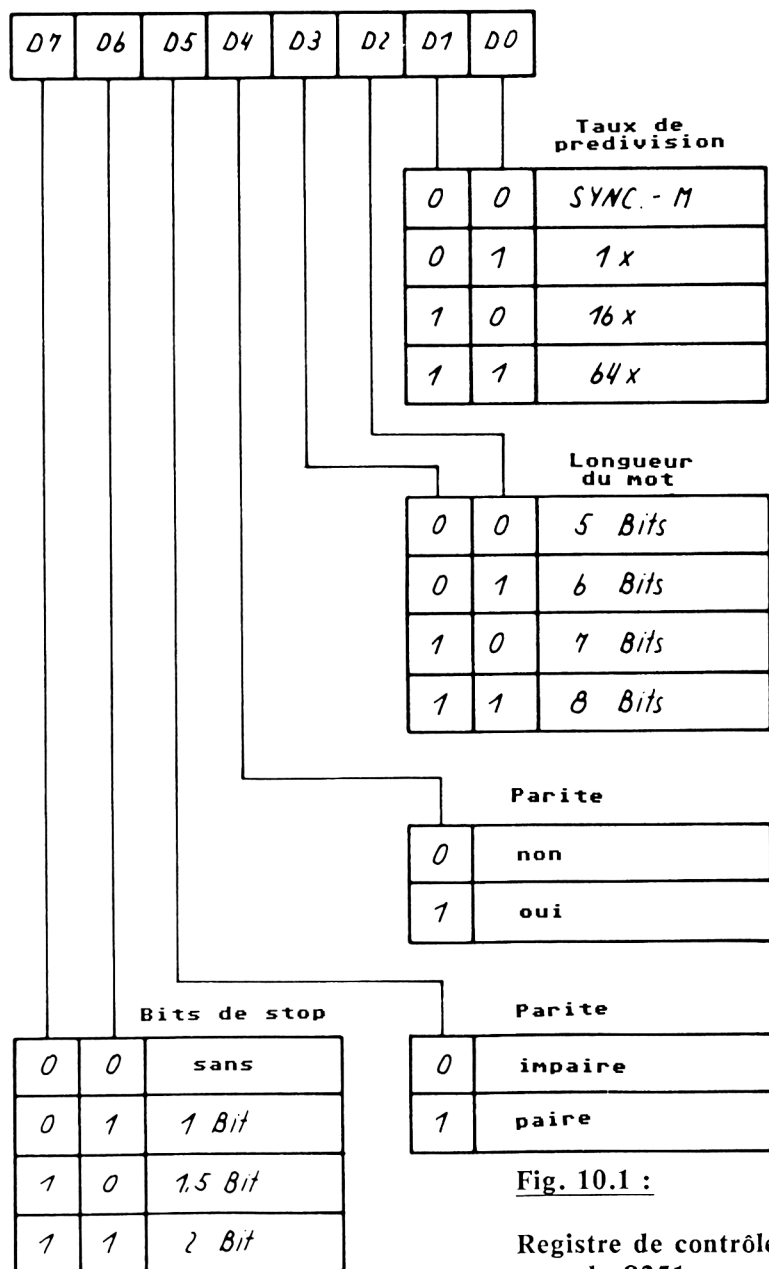 D7 D6 D5 D4 D3 D2 D1 D0
Taux de
predivision
0 0 SYNC.-M
0 1 1 x
1 0 16 x
1 1 64 x
Longueur
du mot
0 0 5 Bits
0 1 6 Bits
1 0 7 Bits
1 1 8 Bits
Parite
0 non
1 oui
Parite
0 impaire
1 paire
Bits de stop
0 0 sans
0 1 1 Bit
1 0 1,5 Bit
1 1 2 Bit
Fig. 10.1 :
Registre de contrôle